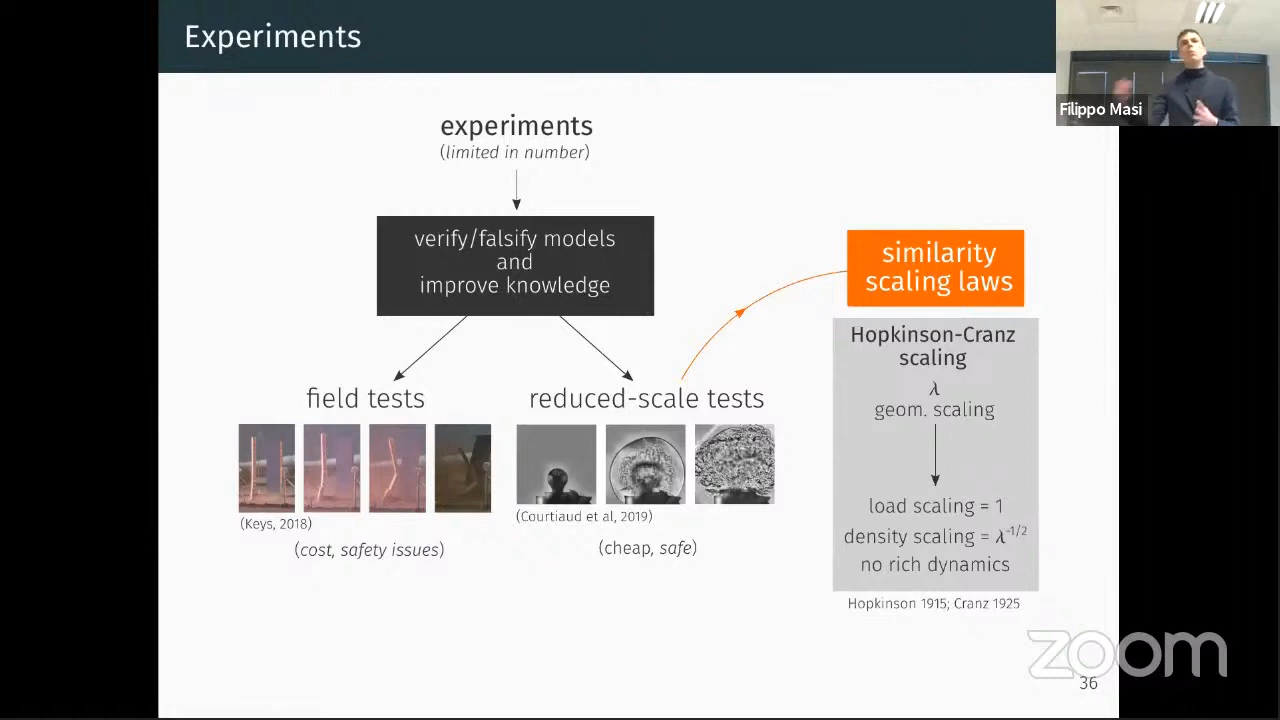 Experiments
Filippo Masi
experiments
(limited in number)
verify/falsify models
and
improve knowledge
field tests
(Keys, 2018)
(cost, safety issues)
reduced-scale tests
(Courtiaud et al, 2019)
(cheap, safe)
similarity
scaling laws
Hopkinson-Cranz
scaling
λ
geom. scaling
load scaling = 1
density scaling = λ^-1/2
no rich dynamics
Hopkinson 1915; Cranz 1925
zoom
36